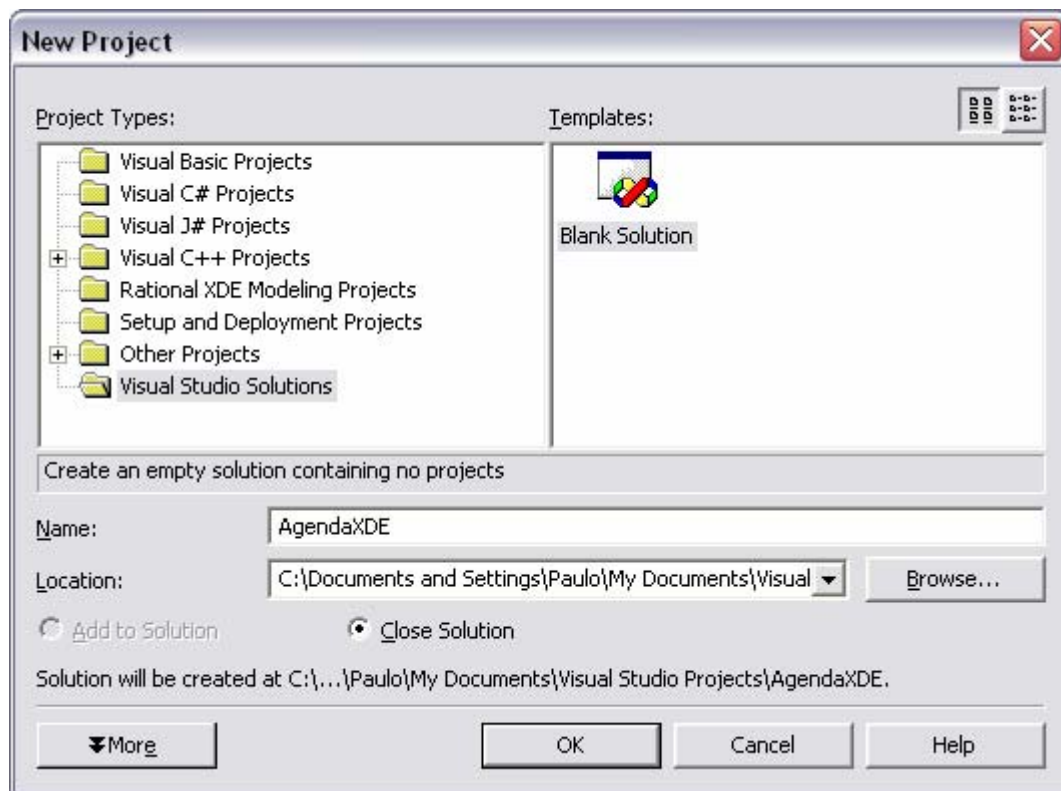 New Project
Project Types:
Templates:
Visual Basic Projects
Visual C# Projects
Visual J# Projects
Visual C++ Projects
Rational XDE Modeling Projects
Setup and Deployment Projects
Other Projects
Visual Studio Solutions
Blank Solution
Create an empty solution containing no projects
Name:
AgendaXDE
Location:
C:\Documents and Settings\Paulo\My Documents\Visual
Browse...
Add to Solution
Close Solution
Solution will be created at C:\...\Paulo\My Documents\Visual Studio Projects\AgendaXDE.
More
OK
Cancel
Help